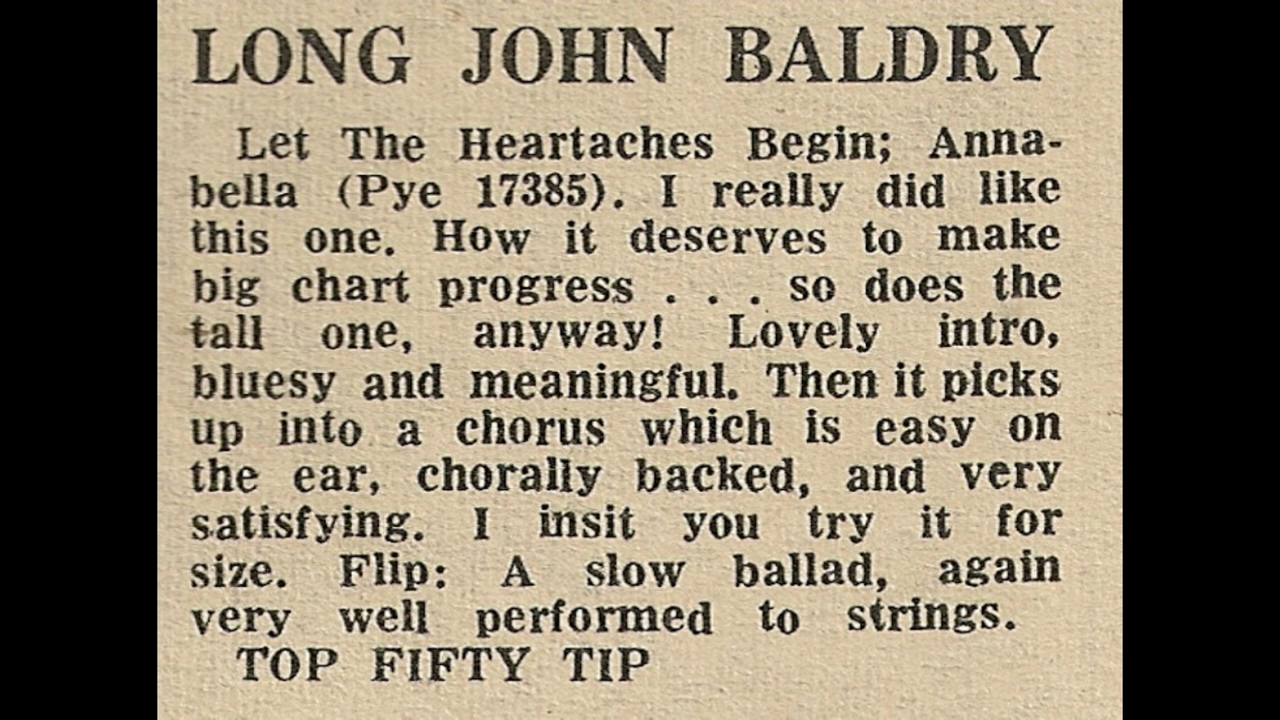 LONG JOHN BALDRY
Let The Heartaches Begin; Anna-
bella (Pye 17385). I really did like
this one. How it deserves to make
big chart progress . . . so does the
tall one, anyway! Lovely intro,
bluesy and meaningful. Then it picks
up into a chorus which is easy on
the ear, chorally backed, and very
satisfying. I insit you try it for
size. Flip: A slow ballad, again
very well performed to strings.
TOP FIFTY TIP